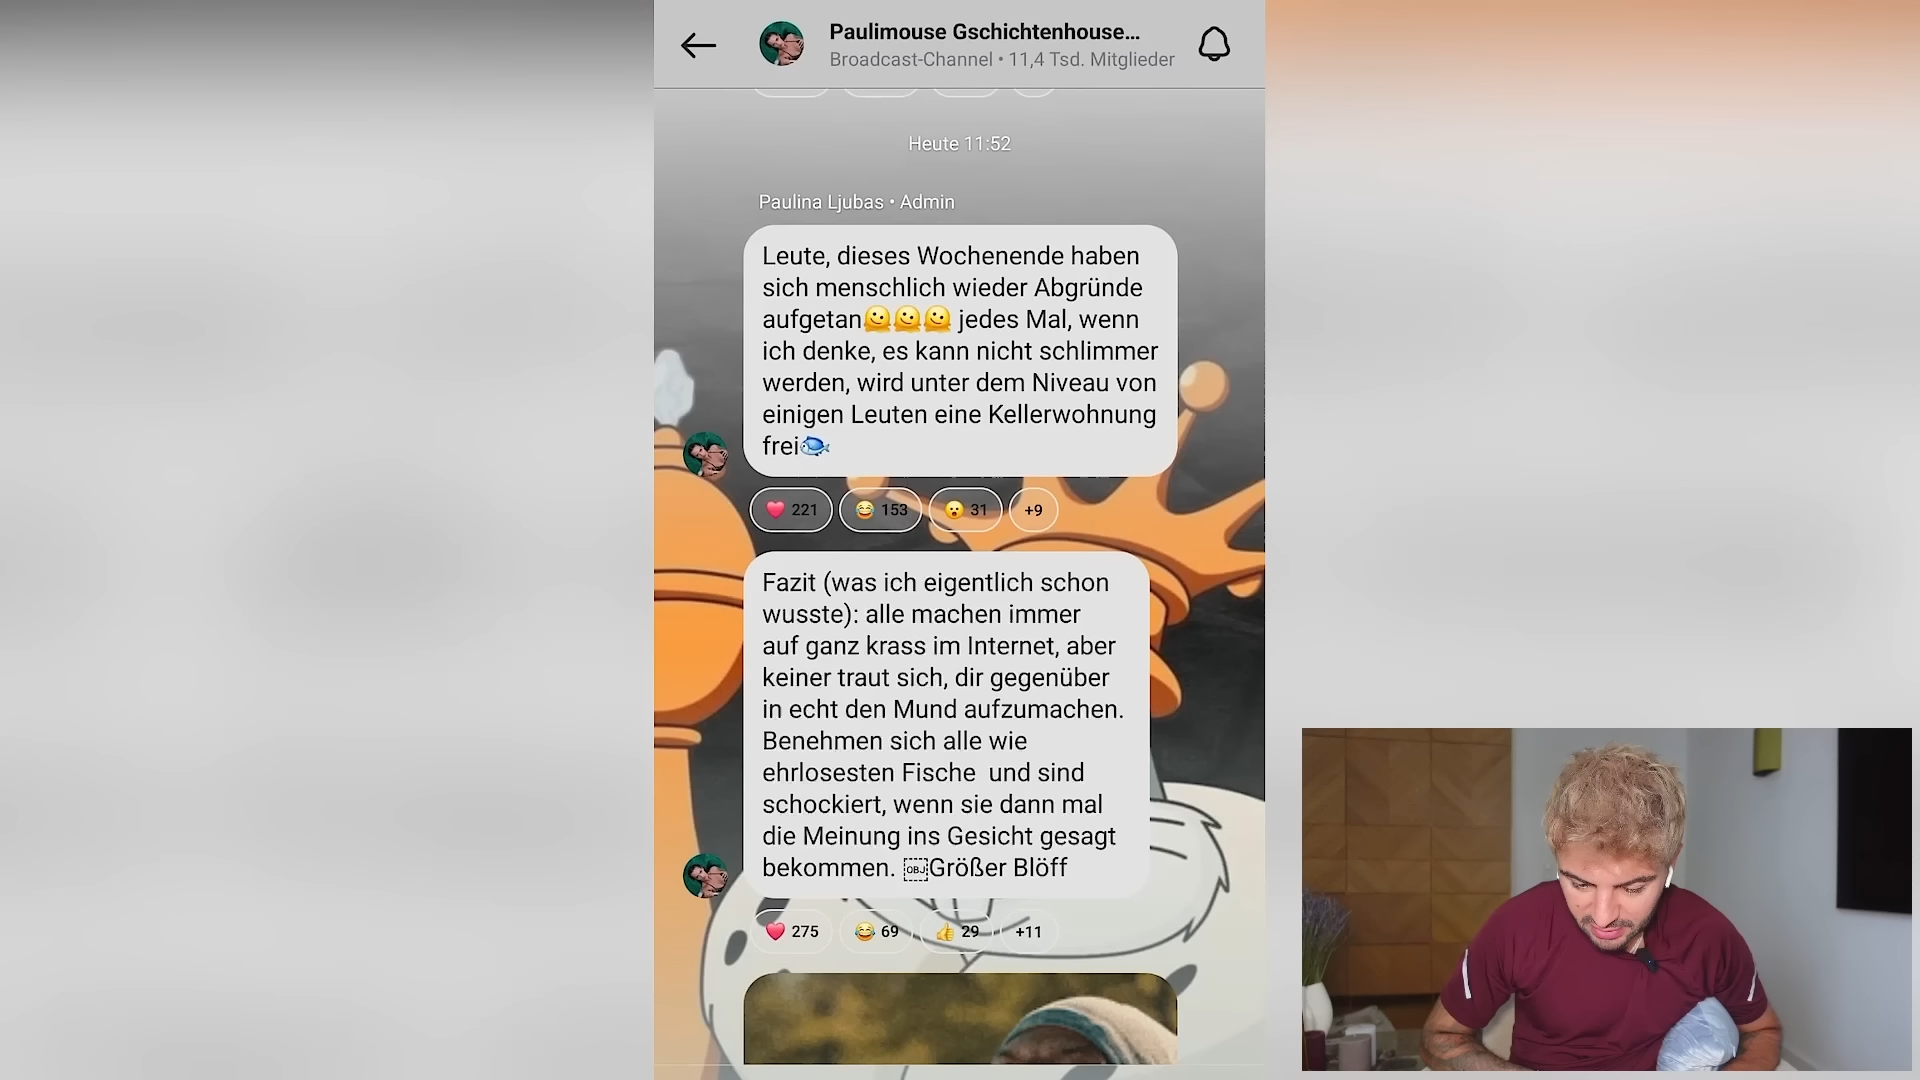 Paulimouse Gschichtenhouse...
Broadcast-Channel • 11,4 Tsd. Mitglieder
Heute 11:52
Paulina Ljubas • Admin
Leute, dieses Wochenende haben
sich menschlich wieder Abgründe
aufgetan🫠🫠🫠 jedes Mal, wenn
ich denke, es kann nicht schlimmer
werden, wird unter dem Niveau von
einigen Leuten eine Kellerwohnung
frei🐟
❤️ 221 😂 153 😮 31 +9
Fazit (was ich eigentlich schon
wusste): alle machen immer
auf ganz krass im Internet, aber
keiner traut sich, dir gegenüber
in echt den Mund aufzumachen.
Benehmen sich alle wie
ehrlosesten Fische und sind
schockiert, wenn sie dann mal
die Meinung ins Gesicht gesagt
bekommen. ￼Größer Blöff
❤️ 275 😂 69 👍 29 +11